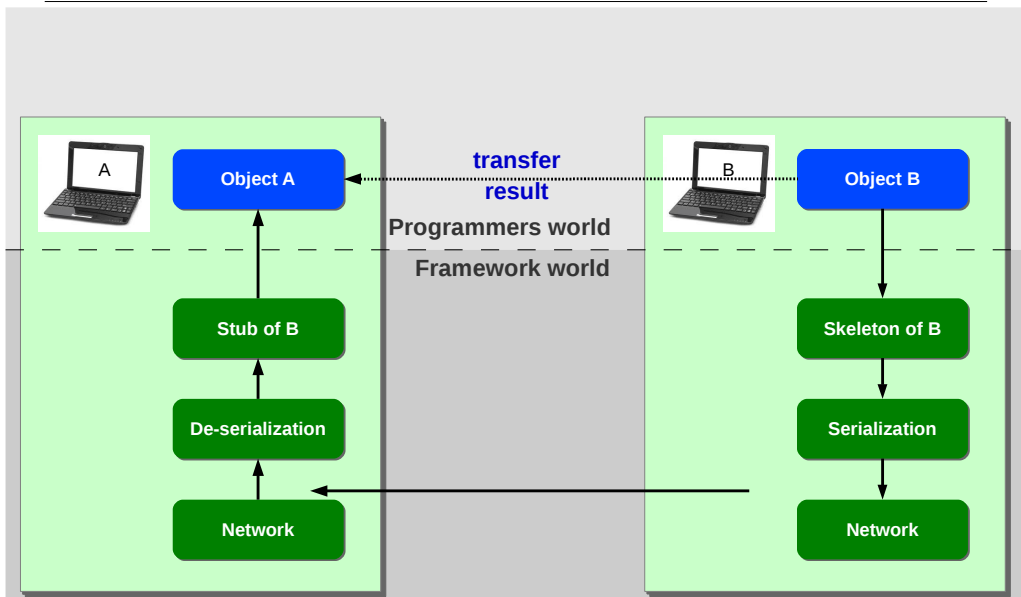 A
Object A
transfer
result
B
Object B
Programmers world
Framework world
Stub of B
Skeleton of B
De-serialization
Serialization
Network
Network